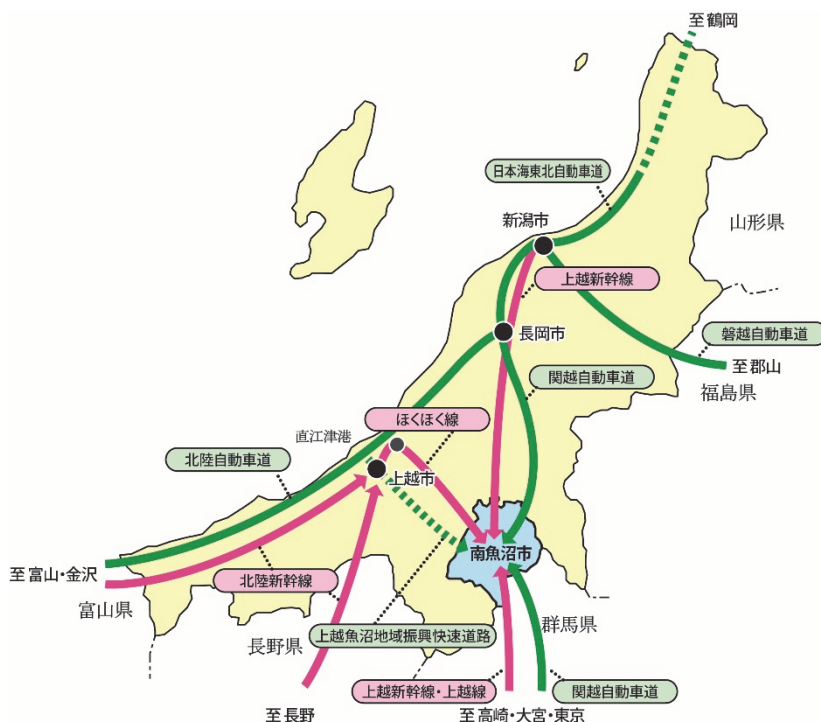 至鶴岡
日本海東北自動車道
新潟市
山形県
上越新幹線
長岡市
磐越自動車道
至郡山
関越自動車道
福島県
ほくほく線
直江津港
北陸自動車道
上越市
南魚沼市
至富山・金沢
北陸新幹線
富山県
長野県
上越魚沼地域振興快速道路
群馬県
上越新幹線・上越線
関越自動車道
至長野
至高崎・大宮・東京